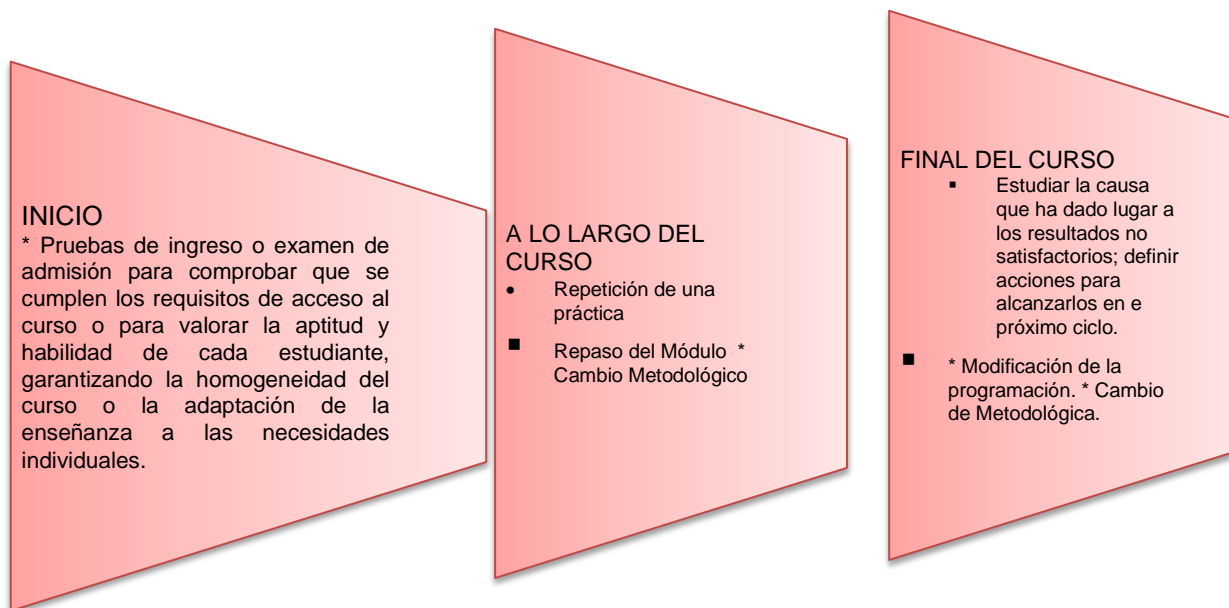 INICIO
* Pruebas de ingreso o examen de
admisión para comprobar que se
cumplen los requisitos de acceso al
curso o para valorar la aptitud y
habilidad de cada estudiante,
garantizando la homogeneidad del
curso o la adaptación de la
enseñanza a las necesidades
individuales.
A LO LARGO DEL
CURSO
• Repetición de una
práctica
▪ Repaso del Módulo *
Cambio Metodológico
FINAL DEL CURSO
▪ Estudiar la causa
que ha dado lugar a
los resultados no
satisfactorios; definir
acciones para
alcanzarlos en e
próximo ciclo.
▪ * Modificación de la
programación. * Cambio
de Metodológica.